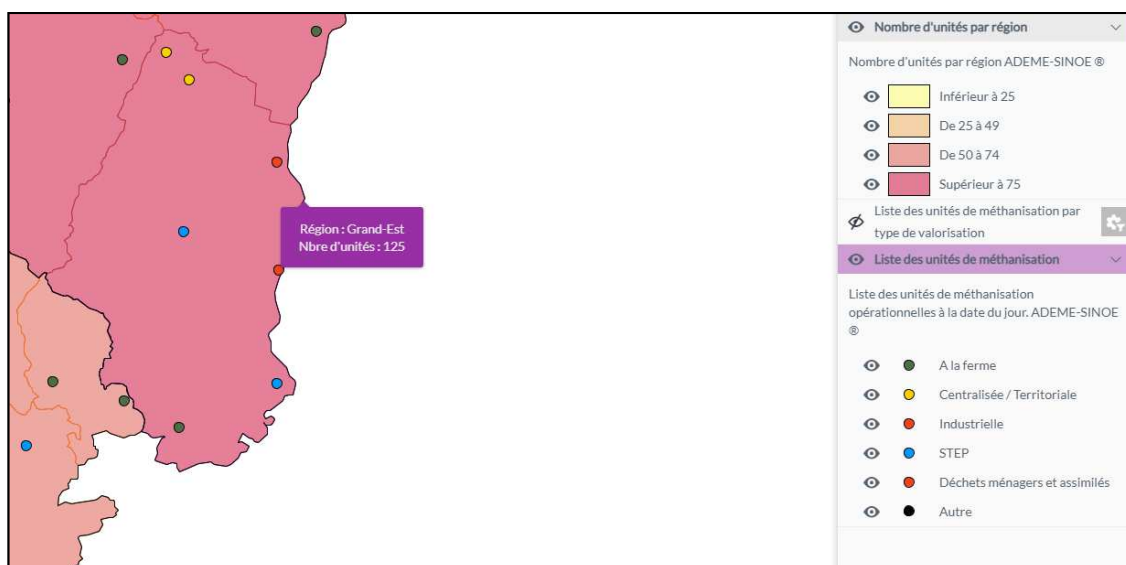 Région : Grand-Est
Nbre d'unités : 125
Nombre d'unités par région
Nombre d'unités par région ADEME-SINOE ®
Inférieur à 25
De 25 à 49
De 50 à 74
Supérieur à 75
Liste des unités de méthanisation par
type de valorisation
Liste des unités de méthanisation
Liste des unités de méthanisation
opérationnelles à la date du jour. ADEME-SINOE
®
A la ferme
Centralisée / Territoriale
Industrielle
STEP
Déchets ménagers et assimilés
Autre